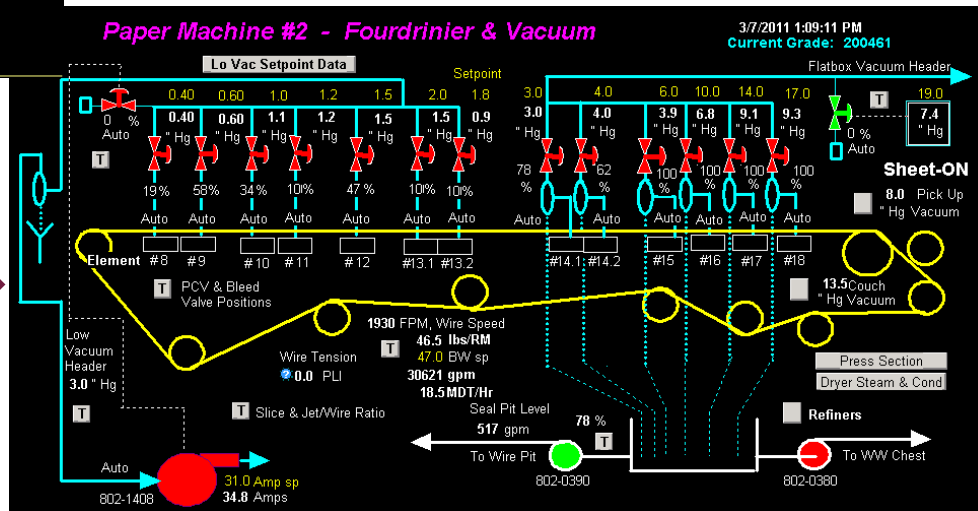 Paper Machine #2 - Fourdrinier & Vacuum
3/7/2011 1:09:11 PM
Current Grade: 200461
Lo Vac Setpoint Data
Setpoint
Flatbox Vacuum Header
0.40 0.60 1.0 1.2 1.5 2.0 1.8 3.0 4.0 6.0 10.0 14.0 17.0 19.0
0.40 0.60 1.1 1.2 1.5 1.5 0.9 3.0 4.0 3.9 6.8 9.1 9.3 7.4
" Hg " Hg " Hg " Hg " Hg " Hg " Hg " Hg " Hg " Hg " Hg " Hg " Hg " Hg
0 %
Auto
T
T
0 %
Auto
19% 58% 34% 10% 47% 10% 10% 78 % 62 % 100 % 100 % 100 % 100 %
Sheet-ON
8.0 Pick Up
" Hg Vacuum
Auto Auto Auto Auto Auto Auto Auto Auto Auto Auto Auto Auto Auto
Element #8 #9 #10 #11 #12 #13.1 #13.2 #14.1 #14.2 #15 #16 #17 #18
T PCV & Bleed
Valve Positions
13.5 Couch
" Hg Vacuum
1930 FPM, Wire Speed
T 46.5 lbs/RM
47.0 BW sp
30621 gpm
18.5 MDT/Hr
Wire Tension
? 0.0 PLI
Low
Vacuum
Header
3.0 " Hg
T
T Slice & Jet/Wire Ratio
Press Section
Dryer Steam & Cond
Refiners
Seal Pit Level
517 gpm
78 %
T
To Wire Pit
802-0390
To WW Chest
802-0380
Auto
802-1408
31.0 Amp sp
34.8 Amps